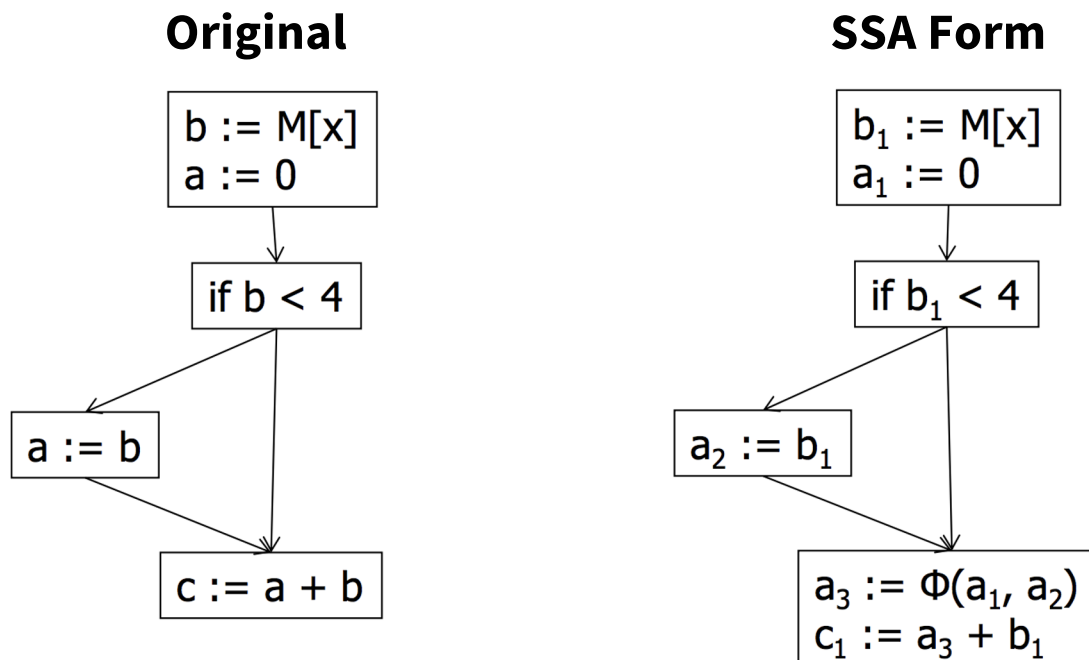 Original
b := M[x]
a := 0
if b < 4
a := b
c := a + b
SSA Form
b₁ := M[x]
a₁ := 0
if b₁ < 4
a₂ := b₁
a₃ := Φ(a₁, a₂)
c₁ := a₃ + b₁